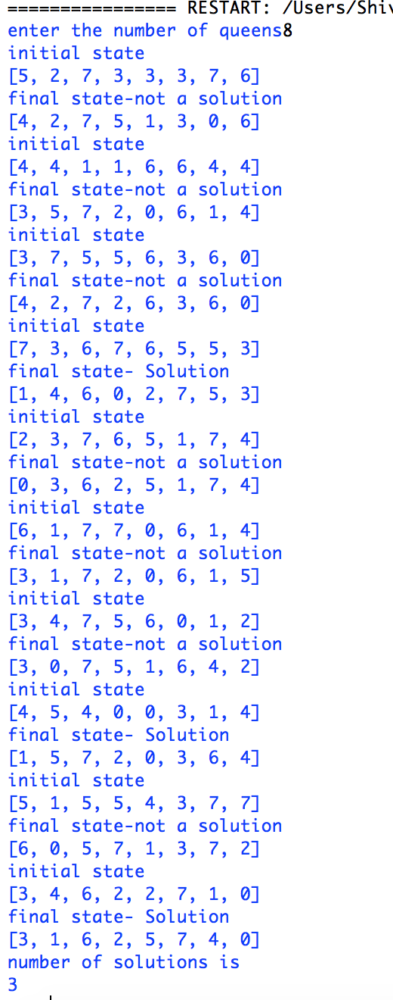 ================ RESTART: /Users/Shiv
enter the number of queens8
initial state
[5, 2, 7, 3, 3, 3, 7, 6]
final state-not a solution
[4, 2, 7, 5, 1, 3, 0, 6]
initial state
[4, 4, 1, 1, 6, 6, 4, 4]
final state-not a solution
[3, 5, 7, 2, 0, 6, 1, 4]
initial state
[3, 7, 5, 5, 6, 3, 6, 0]
final state-not a solution
[4, 2, 7, 2, 6, 3, 6, 0]
initial state
[7, 3, 6, 7, 6, 5, 5, 3]
final state- Solution
[1, 4, 6, 0, 2, 7, 5, 3]
initial state
[2, 3, 7, 6, 5, 1, 7, 4]
final state-not a solution
[0, 3, 6, 2, 5, 1, 7, 4]
initial state
[6, 1, 7, 7, 0, 6, 1, 4]
final state-not a solution
[3, 1, 7, 2, 0, 6, 1, 5]
initial state
[3, 4, 7, 5, 6, 0, 1, 2]
final state-not a solution
[3, 0, 7, 5, 1, 6, 4, 2]
initial state
[4, 5, 4, 0, 0, 3, 1, 4]
final state- Solution
[1, 5, 7, 2, 0, 3, 6, 4]
initial state
[5, 1, 5, 5, 4, 3, 7, 7]
final state-not a solution
[6, 0, 5, 7, 1, 3, 7, 2]
initial state
[3, 4, 6, 2, 2, 7, 1, 0]
final state- Solution
[3, 1, 6, 2, 5, 7, 4, 0]
number of solutions is
3